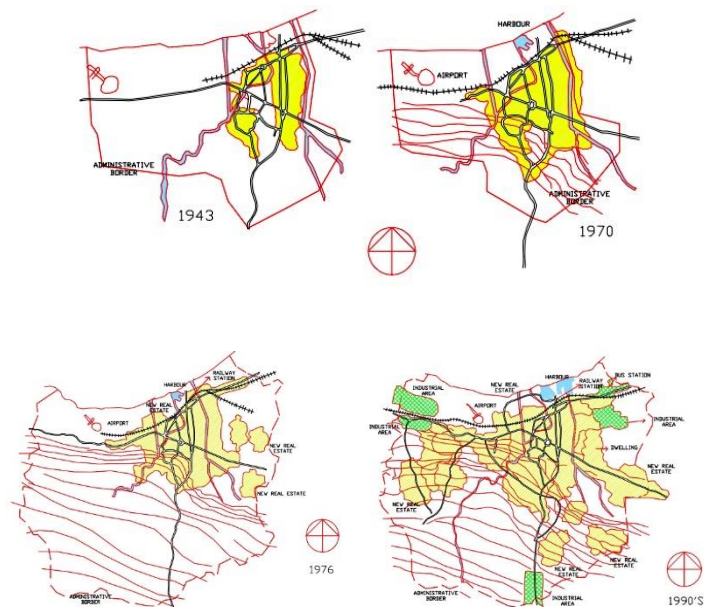 ADMINISTRATIVE
BORDER
1943
HARBOUR
AIRPORT
ADMINISTRATIVE
BORDER
1970
RAILWAY
STATION
HARBOUR
NEW REAL
ESTATE
AIRPORT
NEW REAL
ESTATE
NEW REAL ESTATE
1976
ADMINISTRATIVE
BORDER
HARBOUR
NEW REAL
ESTATE
RAILWAY
STATION
BUS STATION
INDUSTRIAL
AREA
AIRPORT
INDUSTRIAL
AREA
INDUSTRIAL
AREA
DWELLING
NEW REAL
ESTATE
NEW REAL
ESTATE
NEW REAL
ESTATE
NEW REAL
ESTATE
ADMINISTRATIVE
BORDER
INDUSTRIAL
AREA
1990'S